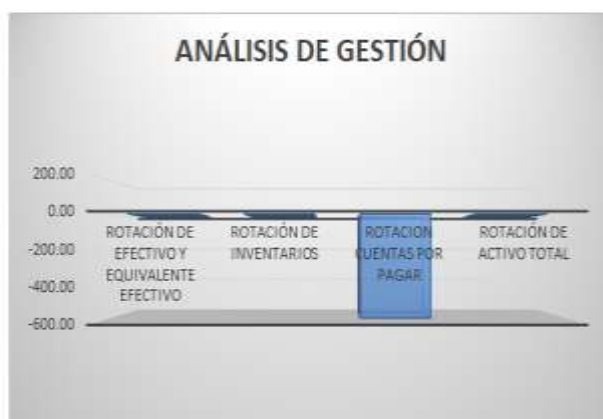 ANÁLISIS DE GESTIÓN
200.00
0.00
-200.00
-400.00
-600.00
ROTACIÓN DE
EFECTIVO Y
EQUIVALENTE
EFECTIVO
ROTACIÓN DE
INVENTARIOS
ROTACION
CUENTAS POR
PAGAR
ROTACIÓN DE
ACTIVO TOTAL